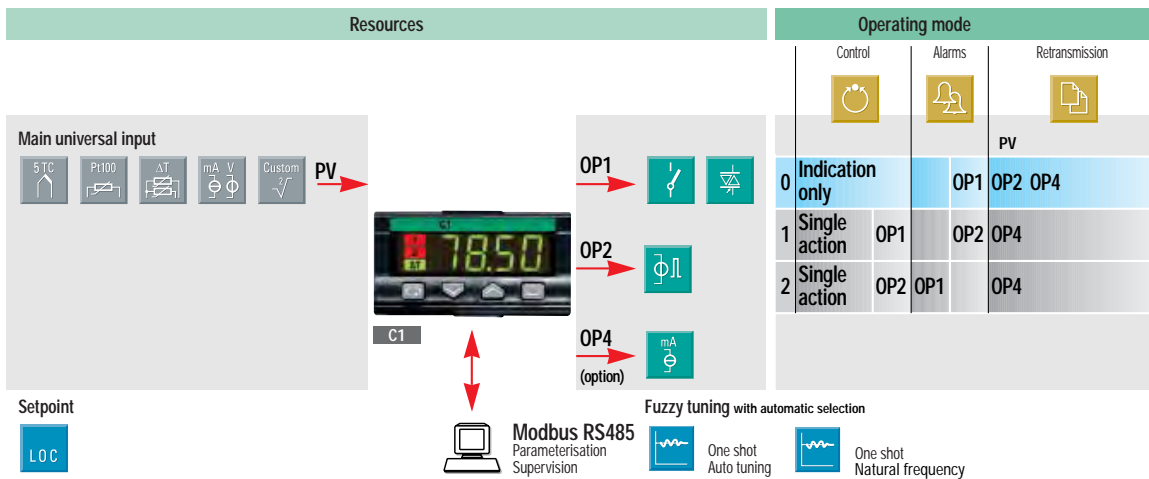 Resources
Operating mode
Control Alarms Retransmission
Main universal input
5 TC Pt100 ΔT mA V Custom
PV
OP1
OP2
OP4
(option)
mA
C1
78.50
ΔT
C1
PV
0 Indication only OP1 OP2 OP4
1 Single action OP1 OP2 OP4
2 Single action OP2 OP1 OP4
Setpoint
LOC
Modbus RS485
Parameterisation
Supervision
Fuzzy tuning with automatic selection
One shot
Auto tuning
One shot
Natural frequency